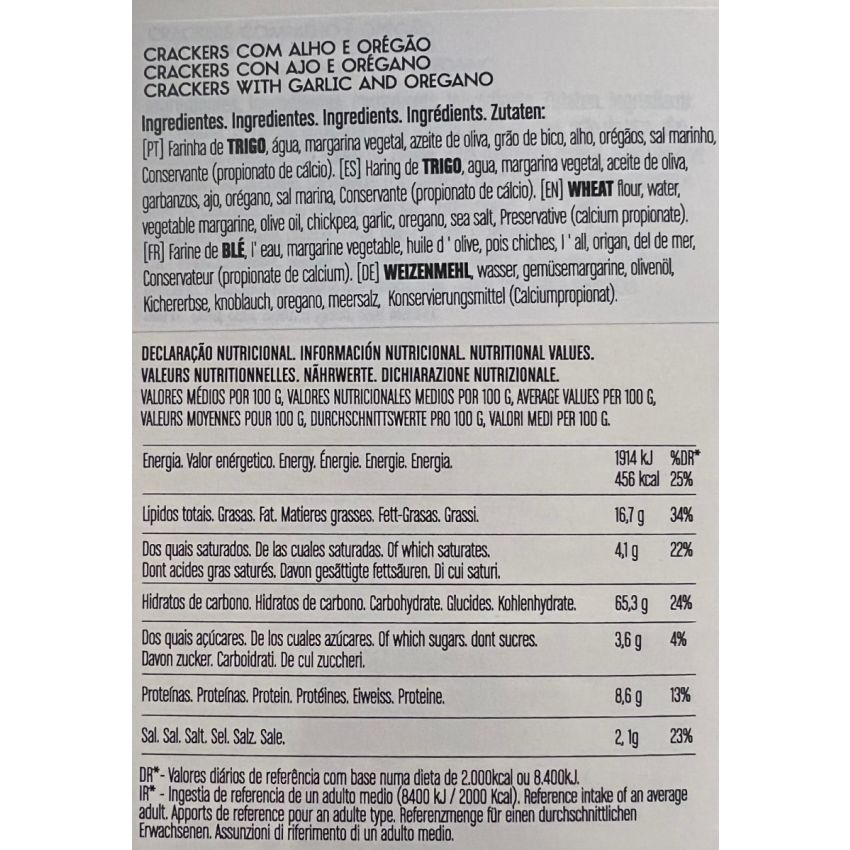 CRACKERS COM ALHO E ORÉGÃO
CRACKERS CON AJO E ORÉGANO
CRACKERS WITH GARLIC AND OREGANO
Ingredientes. Ingredientes. Ingredients. Ingrédients. Zutaten:
[PT] Farinha de TRIGO, água, margarina vegetal, azeite de oliva, grão de bico, alho, orégãos, sal marinho,
Conservante (propionato de cálcio). [ES] Haring de TRIGO, agua, margarina vegetal, aceite de oliva,
garbanzos, ajo, orégano, sal marina, Conservante (propionato de cálcio). [EN] WHEAT flour, water,
vegetable margarine, olive oil, chickpea, garlic, oregano, sea salt, Preservative (calcium propionate).
[FR] Farine de BLÉ, l' eau, margarine vegetable, huile d ' olive, pois chiches, l ' all, origan, del de mer,
Conservateur (propionate de calcium). [DE] WEIZENMEHL, wasser, gemüsemargarine, olivenöl,
Kichererbse, knoblauch, oregano, meersalz, Konservierungsmittel (Calciumpropionat).
DECLARAÇÃO NUTRICIONAL. INFORMACIÓN NUTRICIONAL. NUTRITIONAL VALUES.
VALEURS NUTRITIONNELLES. NÃHRWERTE. DICHIARAZIONE NUTRIZIONALE.
VALORES MÉDIOS POR 100 G, VALORES NUTRICIONALES MEDIOS POR 100 G, AVERAGE VALUES PER 100 G,
VALEURS MOYENNES POUR 100 G, DURCHSCHNITTSWERTE PRO 100 G, VALORI MEDI PER 100 G.
Energia. Valor enérgetico. Energy. Énergie. Energie. Energia. 1914 kJ %DR*
456 kcal 25%
Lípidos totais. Grasas. Fat. Matieres grasses. Fett-Grasas. Grassi. 16,7 g 34%
Dos quais saturados. De las cuales saturadas. Of which saturates. 4,1 g 22%
Dont acides gras saturés. Davon gesãttigte fettsãuren. Di cui saturi.
Hidratos de carbono. Hidratos de carbono. Carbohydrate. Glucides. Kohlenhydrate. 65,3 g 24%
Dos quais açúcares. De los cuales azúcares. Of which sugars. dont sucres. 3,6 g 4%
Davon zucker. Carboidrati. De cui zuccheri.
Proteínas. Proteínas. Protein. Protéines. Eiweiss. Proteine. 8,6 g 13%
Sal. Sal. Salt. Sel. Salz. Sale. 2, 1g 23%
DR*- Valores diários de referência com base numa dieta de 2.000kcal ou 8.400kJ.
IR* - Ingestia de referencia de un adulto medio (8400 kJ / 2000 Kcal). Reference intake of an average
adult. Apports de reference pour an adulte type. Referenzmenge fûr einen durchschnittlichen
Erwachsenen. Assunzioni di riferimento di un adulto medio.